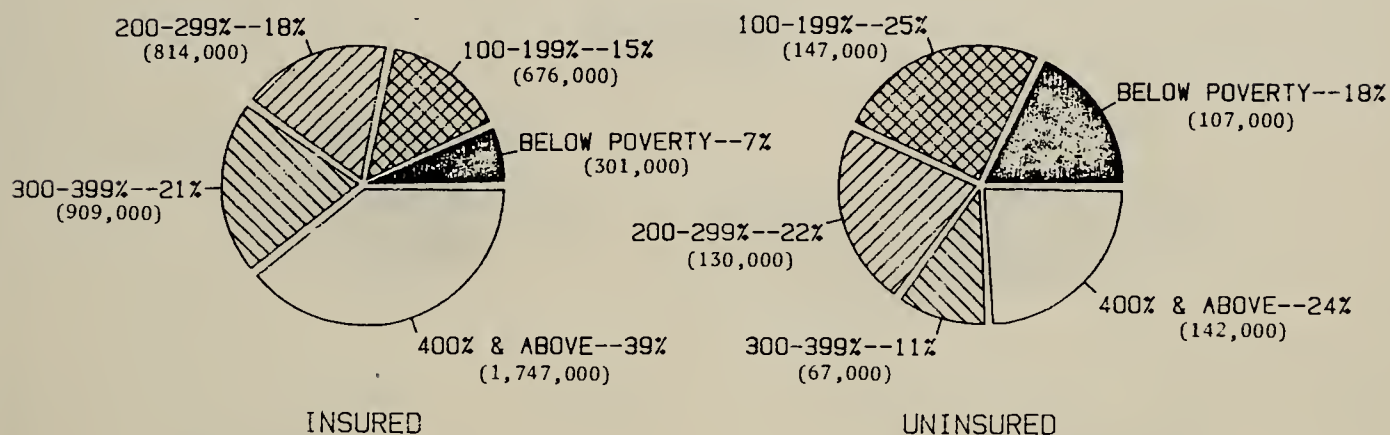 200-299%--18%
(814,000)
100-199%--15%
(676,000)
BELOW POVERTY--7%
(301,000)
300-399%--21%
(909,000)
400% & ABOVE--39%
(1,747,000)
INSURED
100-199%--25%
(147,000)
BELOW POVERTY--18%
(107,000)
200-299%--22%
(130,000)
400% & ABOVE--24%
(142,000)
300-399%--11%
(67,000)
UNINSURED